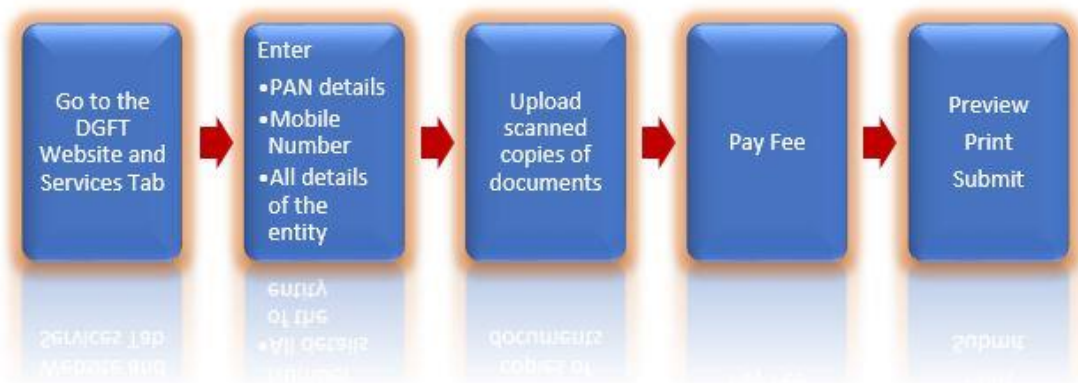 Go to the
DGFT
Website and
Services Tab
Enter
•PAN details
•Mobile
Number
•All details
of the
entity
Upload
scanned
copies of
documents
Pay Fee
Preview
Print
Submit